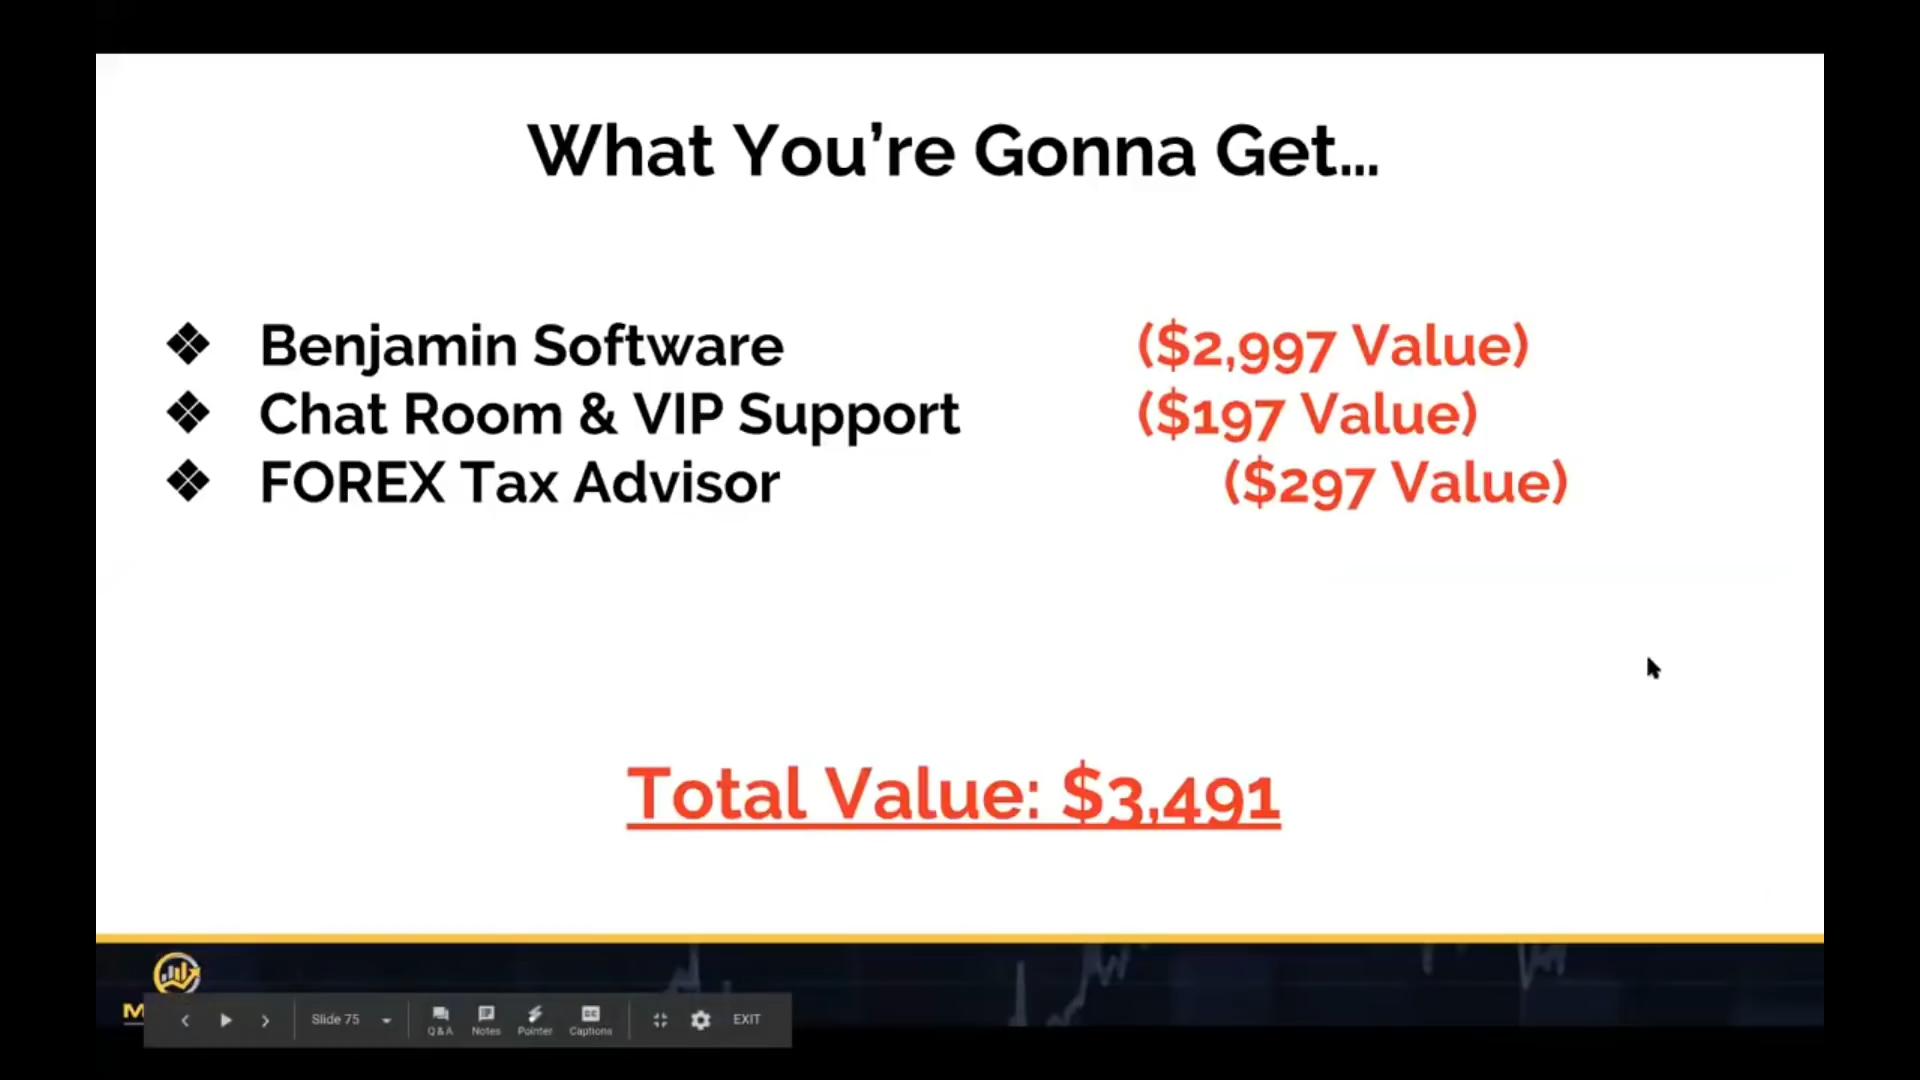 What You're Gonna Get...
❖ Benjamin Software ($2,997 Value)
❖ Chat Room & VIP Support ($197 Value)
❖ FOREX Tax Advisor ($297 Value)
Total Value: $3,491
Slide 75
Q&A
Notes
Pointer
Captions
EXIT